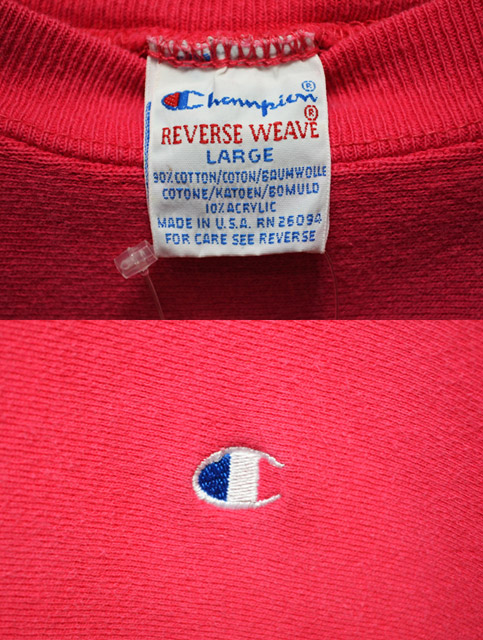 Champion®
REVERSE WEAVE®
LARGE
90% COTTON/COTON/BAUMWOLLE
COTONE/KATOEN/BOMULD
10% ACRYLIC
MADE IN U.S.A. RN 26094
FOR CARE SEE REVERSE